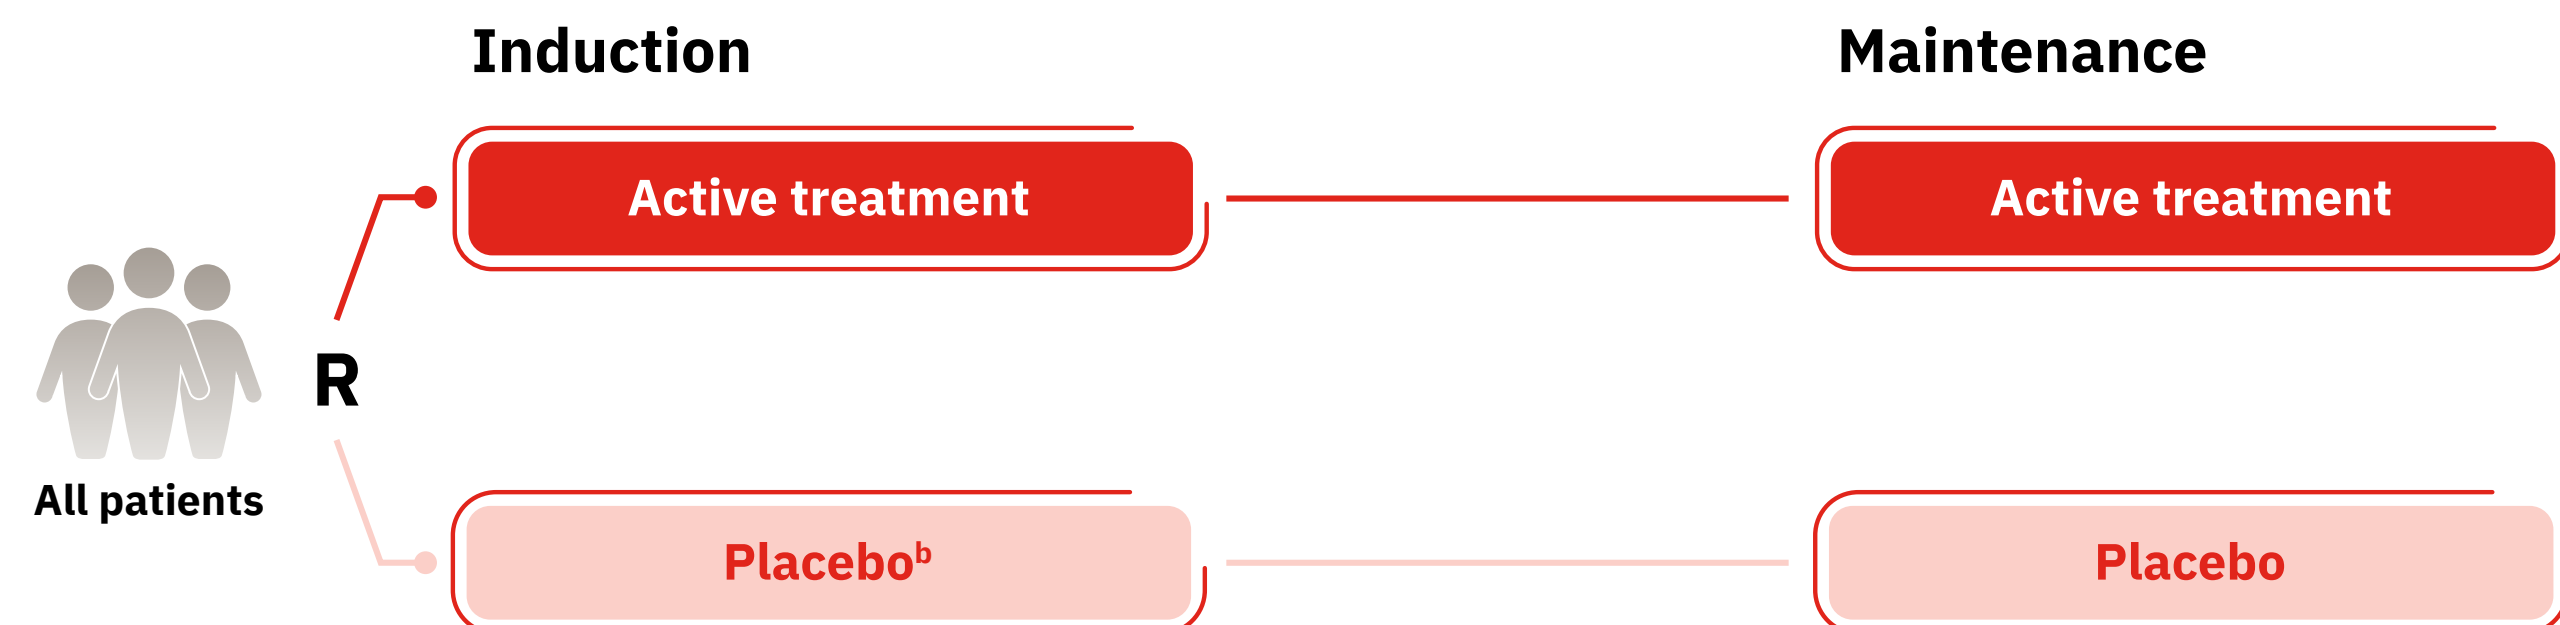 Induction
Maintenance
Active treatment
Active treatment
R
All patients
Placeboᵇ
Placebo